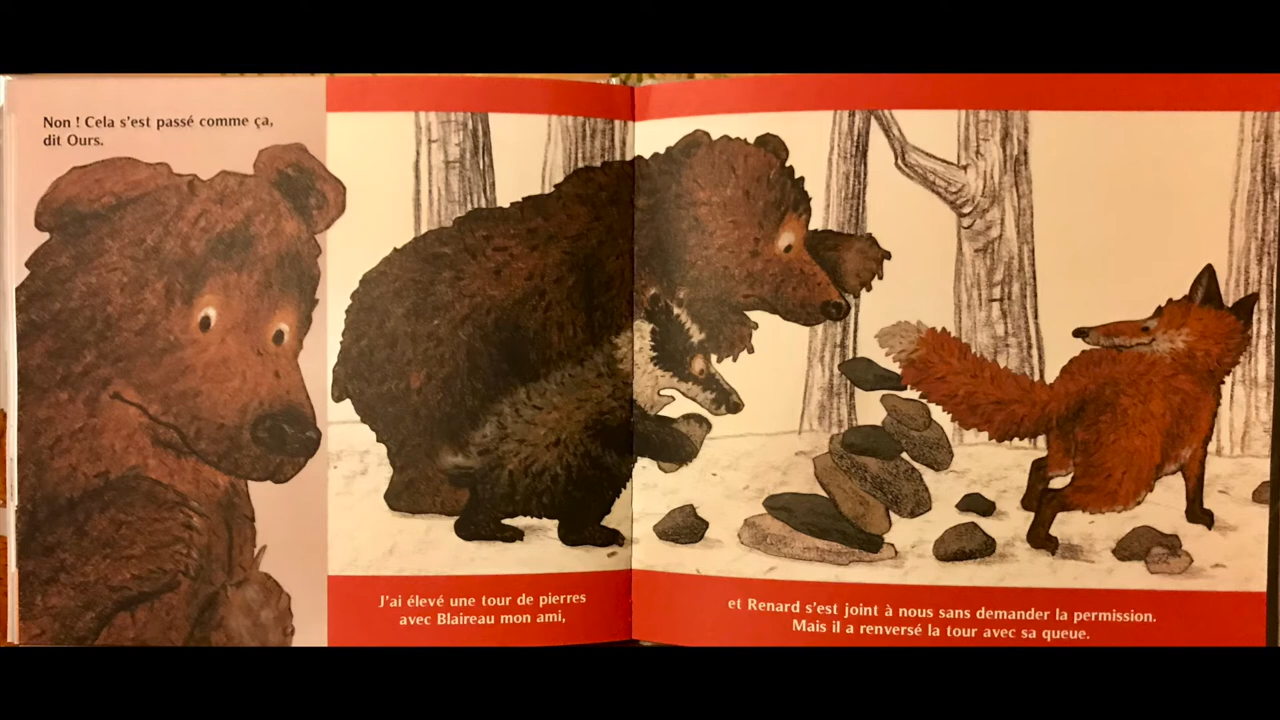 Non ! Cela s'est passé comme ça,
dit Ours.
J'ai élevé une tour de pierres
avec Blaireau mon ami,
et Renard s'est joint à nous sans demander la permission.
Mais il a renversé la tour avec sa queue.